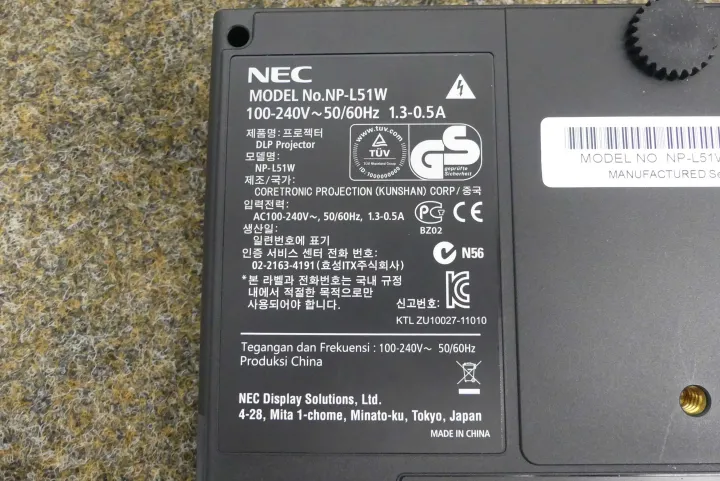 NEC
MODEL No.NP-L51W
100-240V～50/60Hz 1.3-0.5A
제품명: 프로젝터
DLP Projector
모델명:
NP-L51W
제조/국가:
CORETRONIC PROJECTION (KUNSHAN) CORP/중국
입력전력:
AC100-240V～, 50/60Hz, 1.3-0.5A
생산일:
일련번호에 표기
인증 서비스 센터 전화 번호:
02-2163-4191(효성ITX주식회사)
*본 라벨과 전화번호는 국내 규정
내에서 적절한 목적으로만
사용되어야 합니다.
www.tuv.com
TÜV
ID:1000000000
GS
geprüfte
Sicherheit
BZ02
CE
N56
신고번호:
KTL ZU10027-11010
Tegangan dan Frekuensi : 100-240V～ 50/60Hz
Produksi China
NEC Display Solutions, Ltd.
4-28, Mita 1-chome, Minato-ku, Tokyo, Japan
MADE IN CHINA
MODEL NO NP-L51W
MANUFACTURED Se